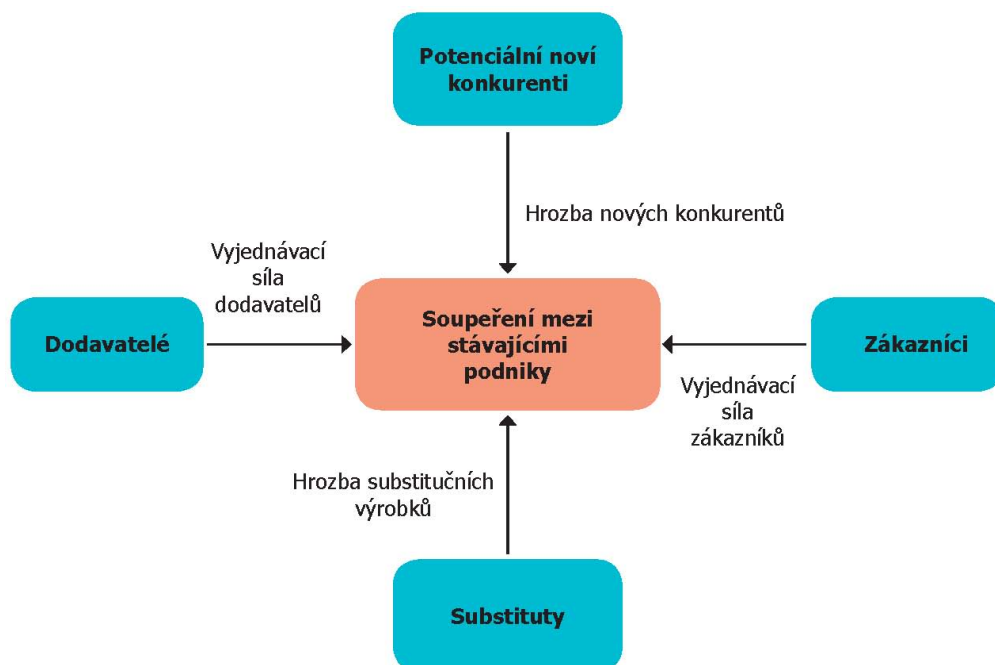 Potenciální noví
konkurenti
Hrozba nových konkurentů
Vyjednávací
síla
dodavatelů
Dodavatelé
Soupeření mezi
stávajícími
podniky
Zákazníci
Vyjednávací
síla
zákazníků
Hrozba substitučních
výrobků
Substituty